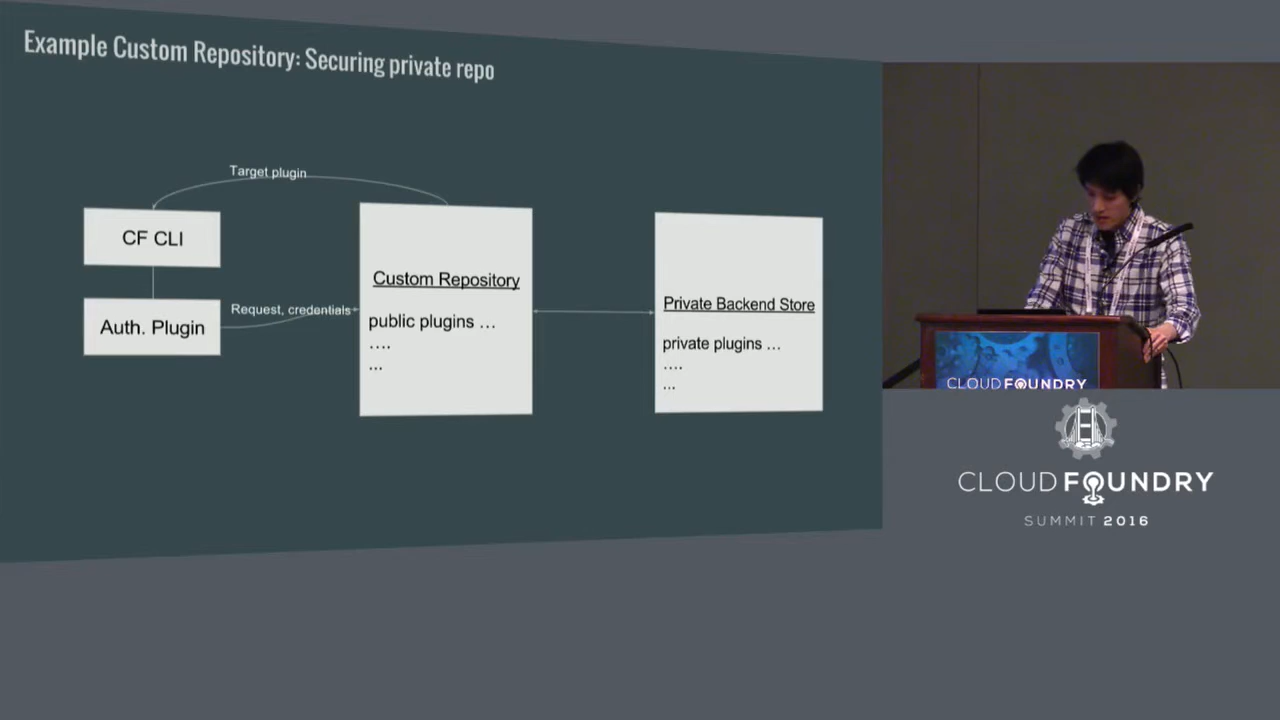 Example Custom Repository: Securing private repo
Target plugin
CF CLI
Auth. Plugin
Request, credentials
Custom Repository
public plugins …
….
...
Private Backend Store
private plugins …
….
...
CLOUD FOUNDRY
CLOUD FOUNDRY
SUMMIT 2016